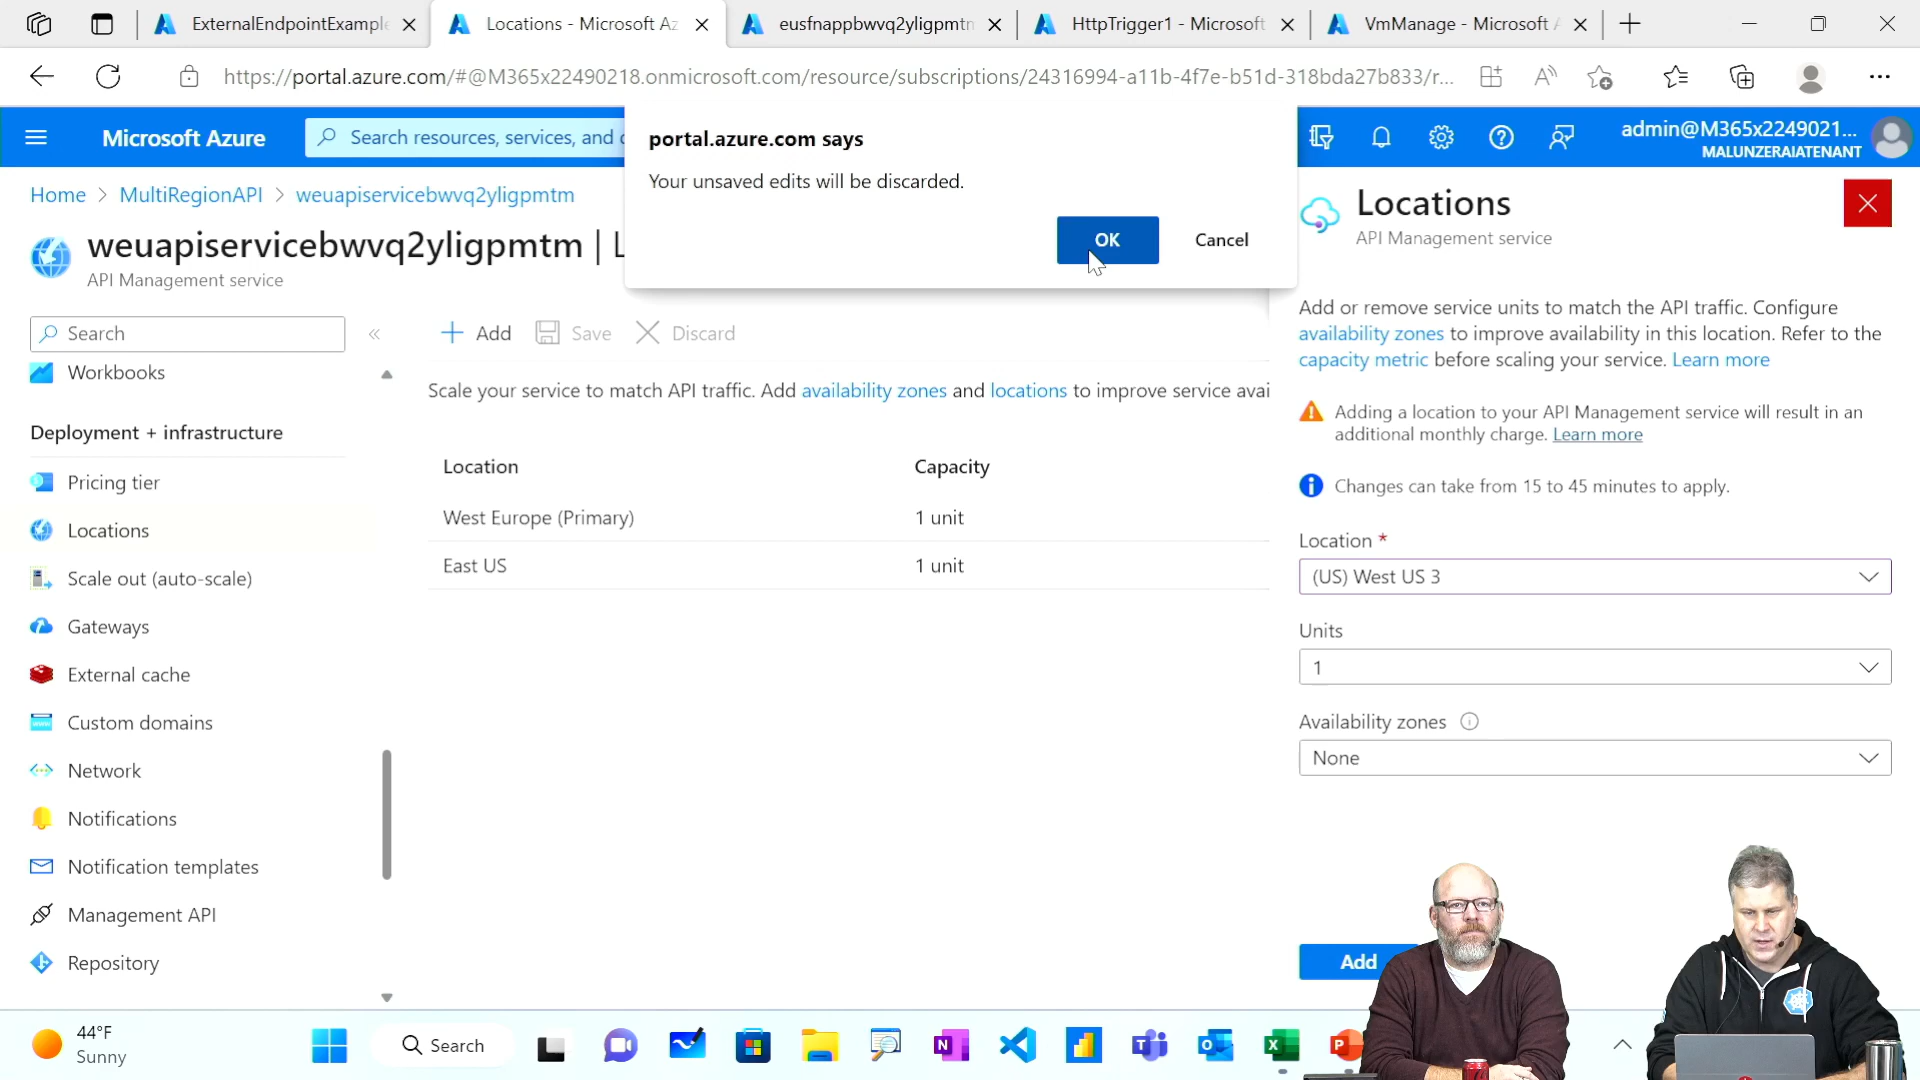 ExternalEndpointExample
Locations - Microsoft Az
eusfnappbwvq2yligpmtm
HttpTrigger1 - Microsoft
VmManage - Microsoft A
https://portal.azure.com/#@M365x22490218.onmicrosoft.com/resource/subscriptions/24316994-a11b-4f7e-b51d-318bda27b833/r...
Microsoft Azure
Search resources, services, and
admin@M365x2249021...
MALUNZERAIATENANT
portal.azure.com says
Your unsaved edits will be discarded.
OK
Cancel
Home > MultiRegionAPI > weuapiservicebwvq2yligpmtm
weuapiservicebwvq2yligpmtm | L
API Management service
Search
«
Workbooks
Deployment + infrastructure
Pricing tier
Locations
Scale out (auto-scale)
Gateways
External cache
Custom domains
Network
Notifications
Notification templates
Management API
Repository
Add
Save
Discard
Scale your service to match API traffic. Add availability zones and locations to improve service avai
Location Capacity
West Europe (Primary) 1 unit
East US 1 unit
Locations
API Management service
Add or remove service units to match the API traffic. Configure
availability zones to improve availability in this location. Refer to the
capacity metric before scaling your service. Learn more
Adding a location to your API Management service will result in an
additional monthly charge. Learn more
Changes can take from 15 to 45 minutes to apply.
Location *
(US) West US 3
Units
1
Availability zones
None
Add
44°F
Sunny
Search